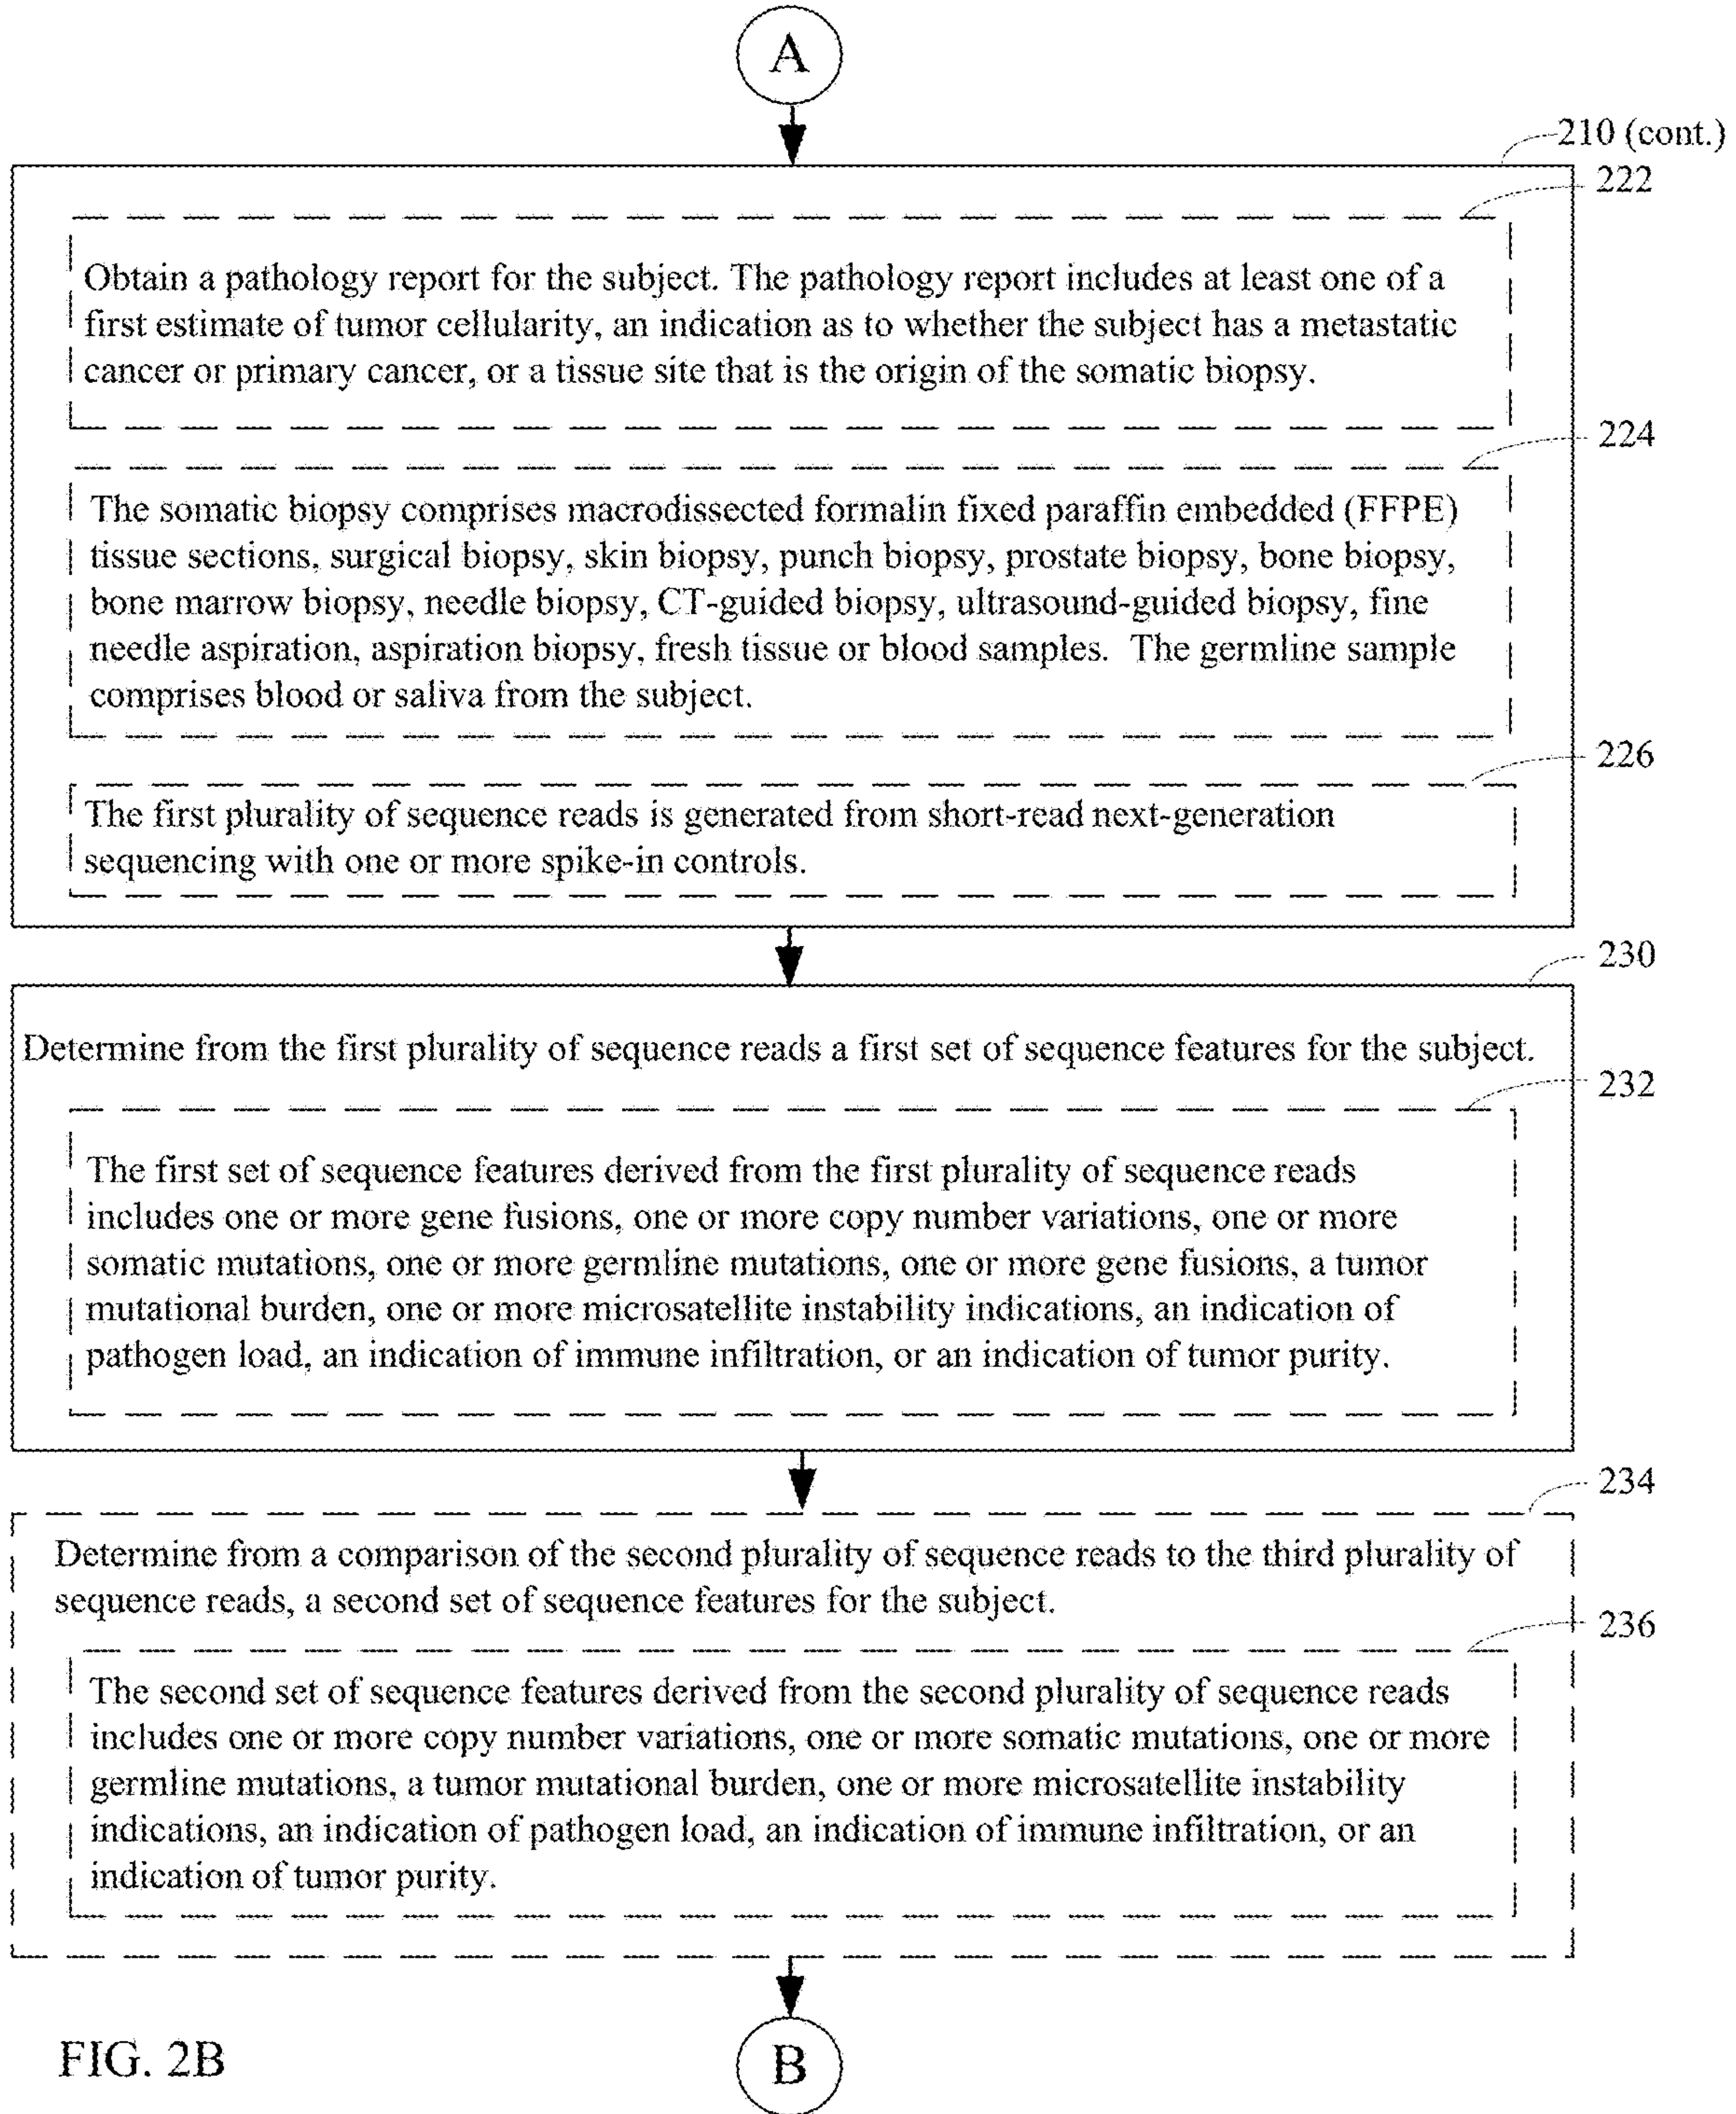 A
210 (cont.)
222
Obtain a pathology report for the subject. The pathology report includes at least one of a
first estimate of tumor cellularity, an indication as to whether the subject has a metastatic
cancer or primary cancer, or a tissue site that is the origin of the somatic biopsy.
224
The somatic biopsy comprises macrodissected formalin fixed paraffin embedded (FFPE)
tissue sections, surgical biopsy, skin biopsy, punch biopsy, prostate biopsy, bone biopsy,
bone marrow biopsy, needle biopsy, CT-guided biopsy, ultrasound-guided biopsy, fine
needle aspiration, aspiration biopsy, fresh tissue or blood samples.  The germline sample
comprises blood or saliva from the subject.
226
The first plurality of sequence reads is generated from short-read next-generation
sequencing with one or more spike-in controls.
230
Determine from the first plurality of sequence reads a first set of sequence features for the subject.
232
The first set of sequence features derived from the first plurality of sequence reads
includes one or more gene fusions, one or more copy number variations, one or more
somatic mutations, one or more germline mutations, one or more gene fusions, a tumor
mutational burden, one or more microsatellite instability indications, an indication of
pathogen load, an indication of immune infiltration, or an indication of tumor purity.
234
Determine from a comparison of the second plurality of sequence reads to the third plurality of
sequence reads, a second set of sequence features for the subject.
236
The second set of sequence features derived from the second plurality of sequence reads
includes one or more copy number variations, one or more somatic mutations, one or more
germline mutations, a tumor mutational burden, one or more microsatellite instability
indications, an indication of pathogen load, an indication of immune infiltration, or an
indication of tumor purity.
FIG. 2B
B